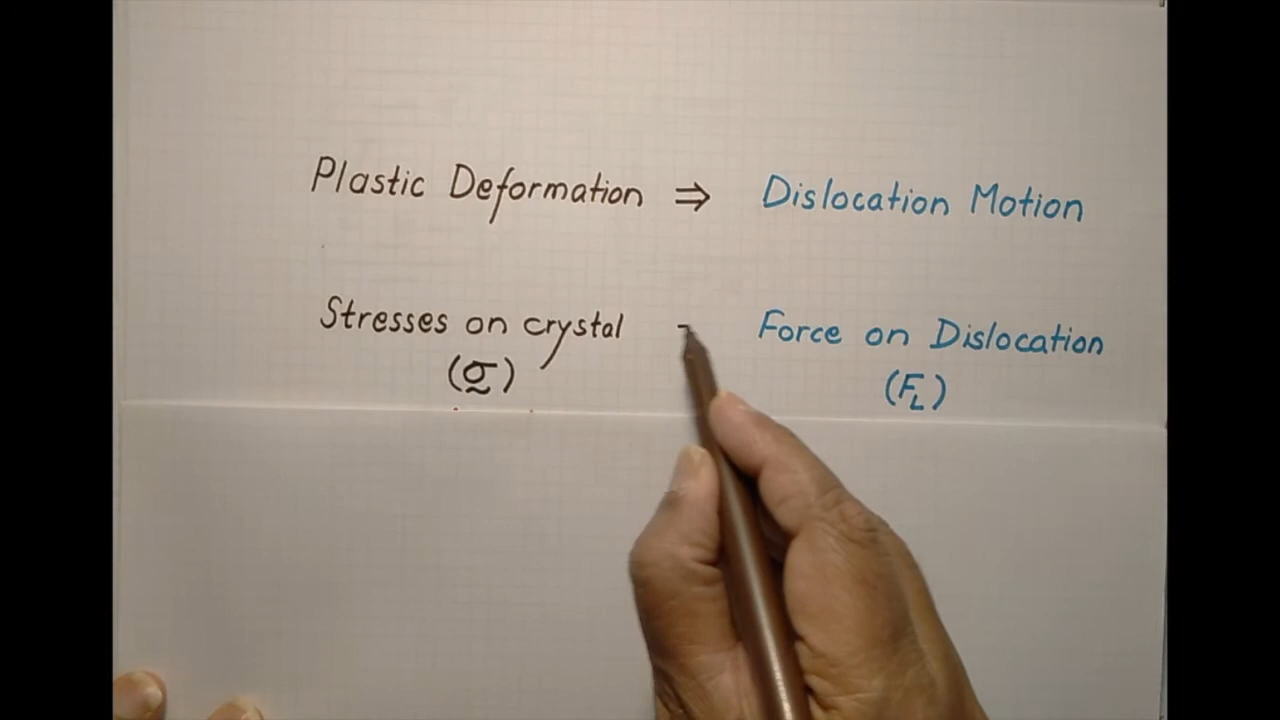 Plastic Deformation ⇒ Dislocation Motion
Stresses on crystal - Force on Dislocation
(σ̰) (F_L)